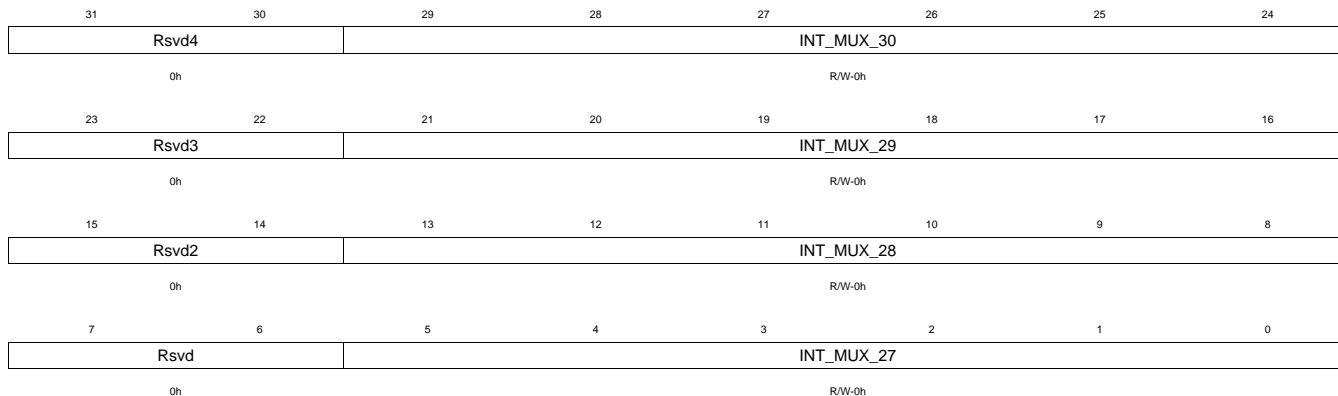 31 30 29 28 27 26 25 24
Rsvd4 INT_MUX_30
0h R/W-0h
23 22 21 20 19 18 17 16
Rsvd3 INT_MUX_29
0h R/W-0h
15 14 13 12 11 10 9 8
Rsvd2 INT_MUX_28
0h R/W-0h
7 6 5 4 3 2 1 0
Rsvd INT_MUX_27
0h R/W-0h